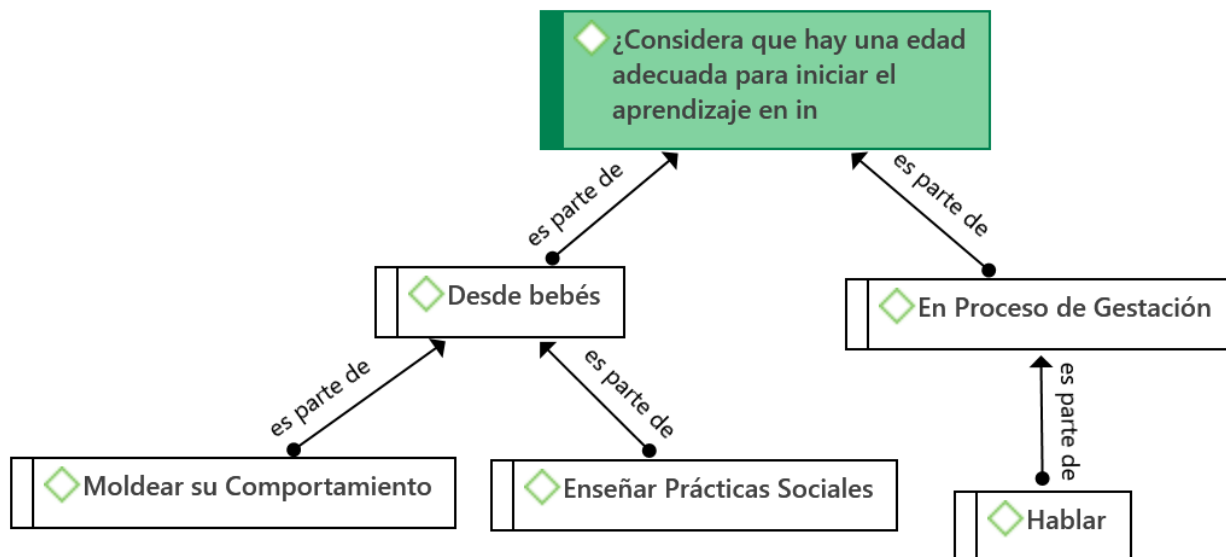 ¿Considera que hay una edad
adecuada para iniciar el
aprendizaje en in
es parte de
es parte de
Desde bebés
En Proceso de Gestación
es parte de
es parte de
es parte de
Moldear su Comportamiento
Enseñar Prácticas Sociales
Hablar